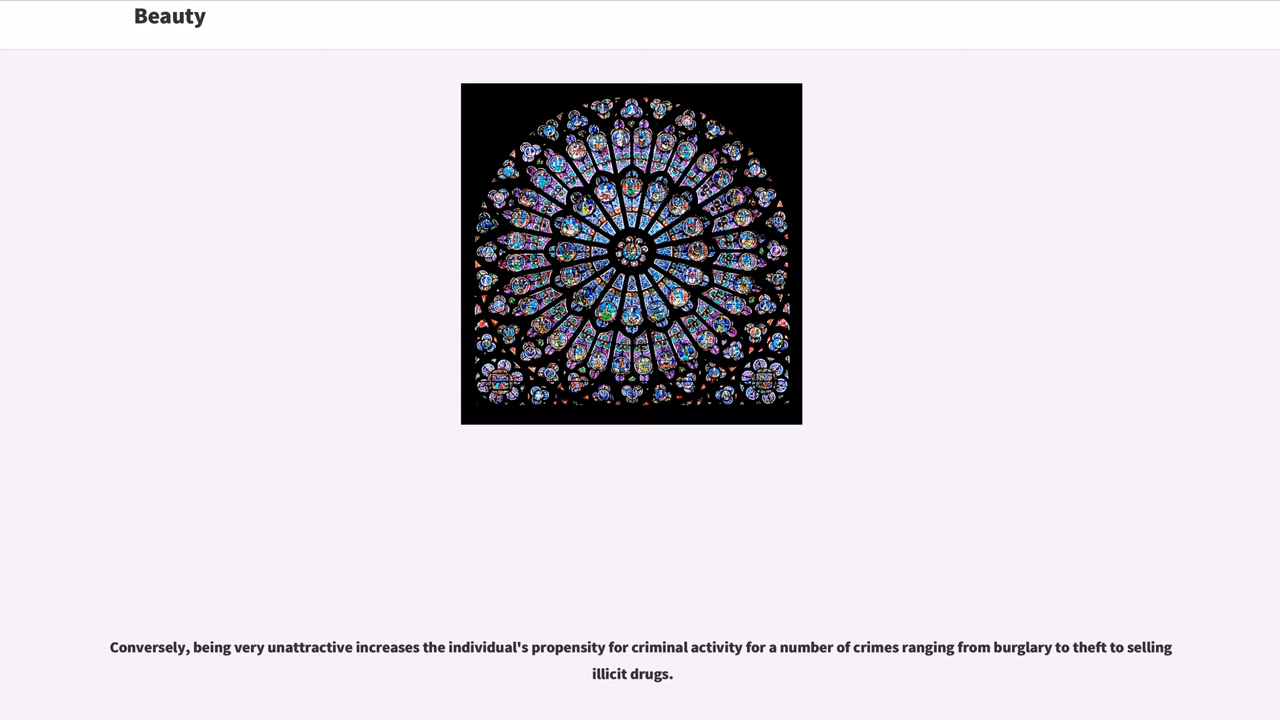 Beauty
Conversely, being very unattractive increases the individual's propensity for criminal activity for a number of crimes ranging from burglary to theft to selling
illicit drugs.